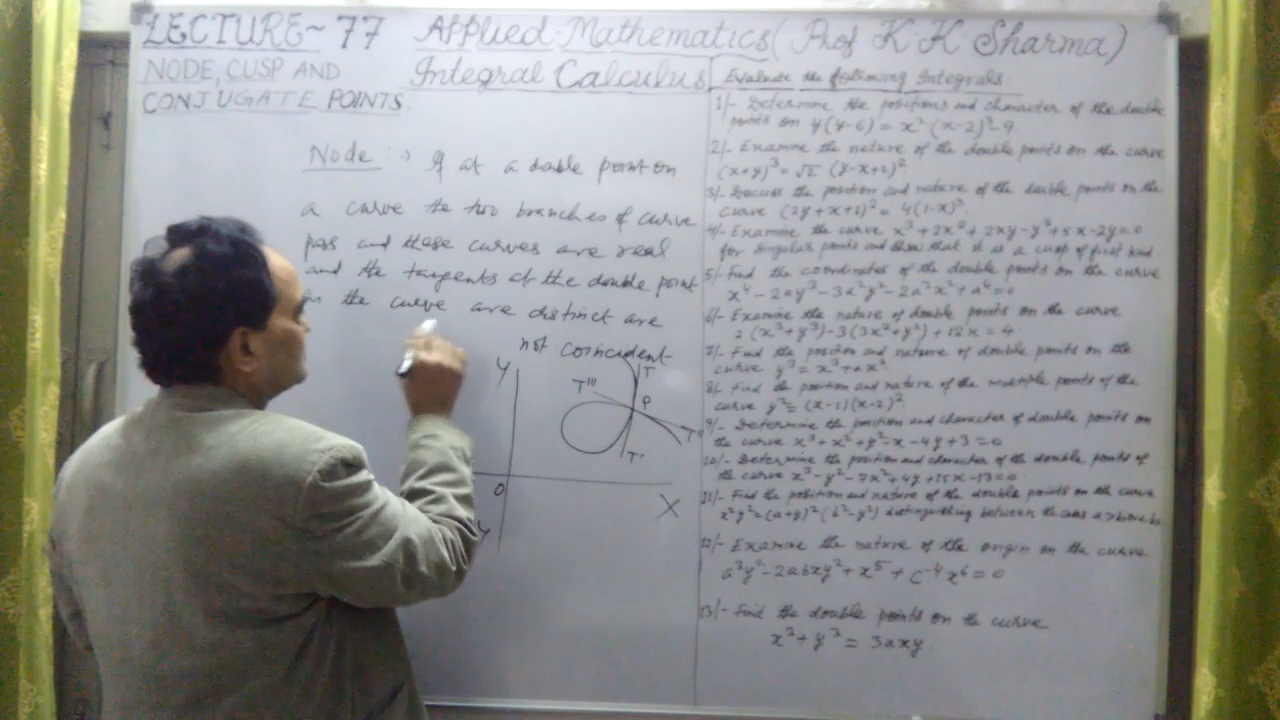 LECTURE~77 Applied Mathematics (Prof K.K Sharma)
Integral Calculus
NODE, CUSP AND
CONJUGATE POINTS
Node :→ If at a double point on
a curve the two branches of curve
pass and these curves are real
and the tangents at the double point
the curve are distinct are
not coincident
Y
T
T'''
P
T''
T'
O
X
Y
Evaluate the following Integrals
1/- Determine the positions and character of the double
points on y(y-6) = x²(x-2)³-9
2/- Examine the nature of the double points on the curve
(x+y)³ = √2 (y-x+2)²
3/- Discuss the position and nature of the double points on the
curve (2y+x+1)² = 4(1-x)⁵
4/- Examine the curve x³+2x²+2xy-y²+5x-2y=0
for singular points and show that it is a cusp of first kind
5/- Find the coordinates of the double points on the curve
x⁴-2ay³-3a²y²-2a²x²+a⁴=0
6/- Examine the nature of double points on the curve
2(x³+y³)-3(3x²+y²)+12x=4
7/- Find the position and nature of double points on the
curve y³=x³+ax²
8/- Find the position and nature of the multiple points of the
curve y²=(x-1)(x-2)²
9/- Determine the position and character of double points on
the curve x³+x²+y²-x-4y+3=0
10/- Determine the position and character of the double points of
the curve x³-y²-7x²+4y+15x-13=0
11/- Find the position and nature of the double points on the curve
x²y²=(a+y)²(b²-y²) distinguishing between the cases
12/- Examine the nature of the origin on the curve
a³y²-2abxy²+x⁵+c⁻⁴x⁶=0
13/- Find the double points on the curve
x³+y³=3axy